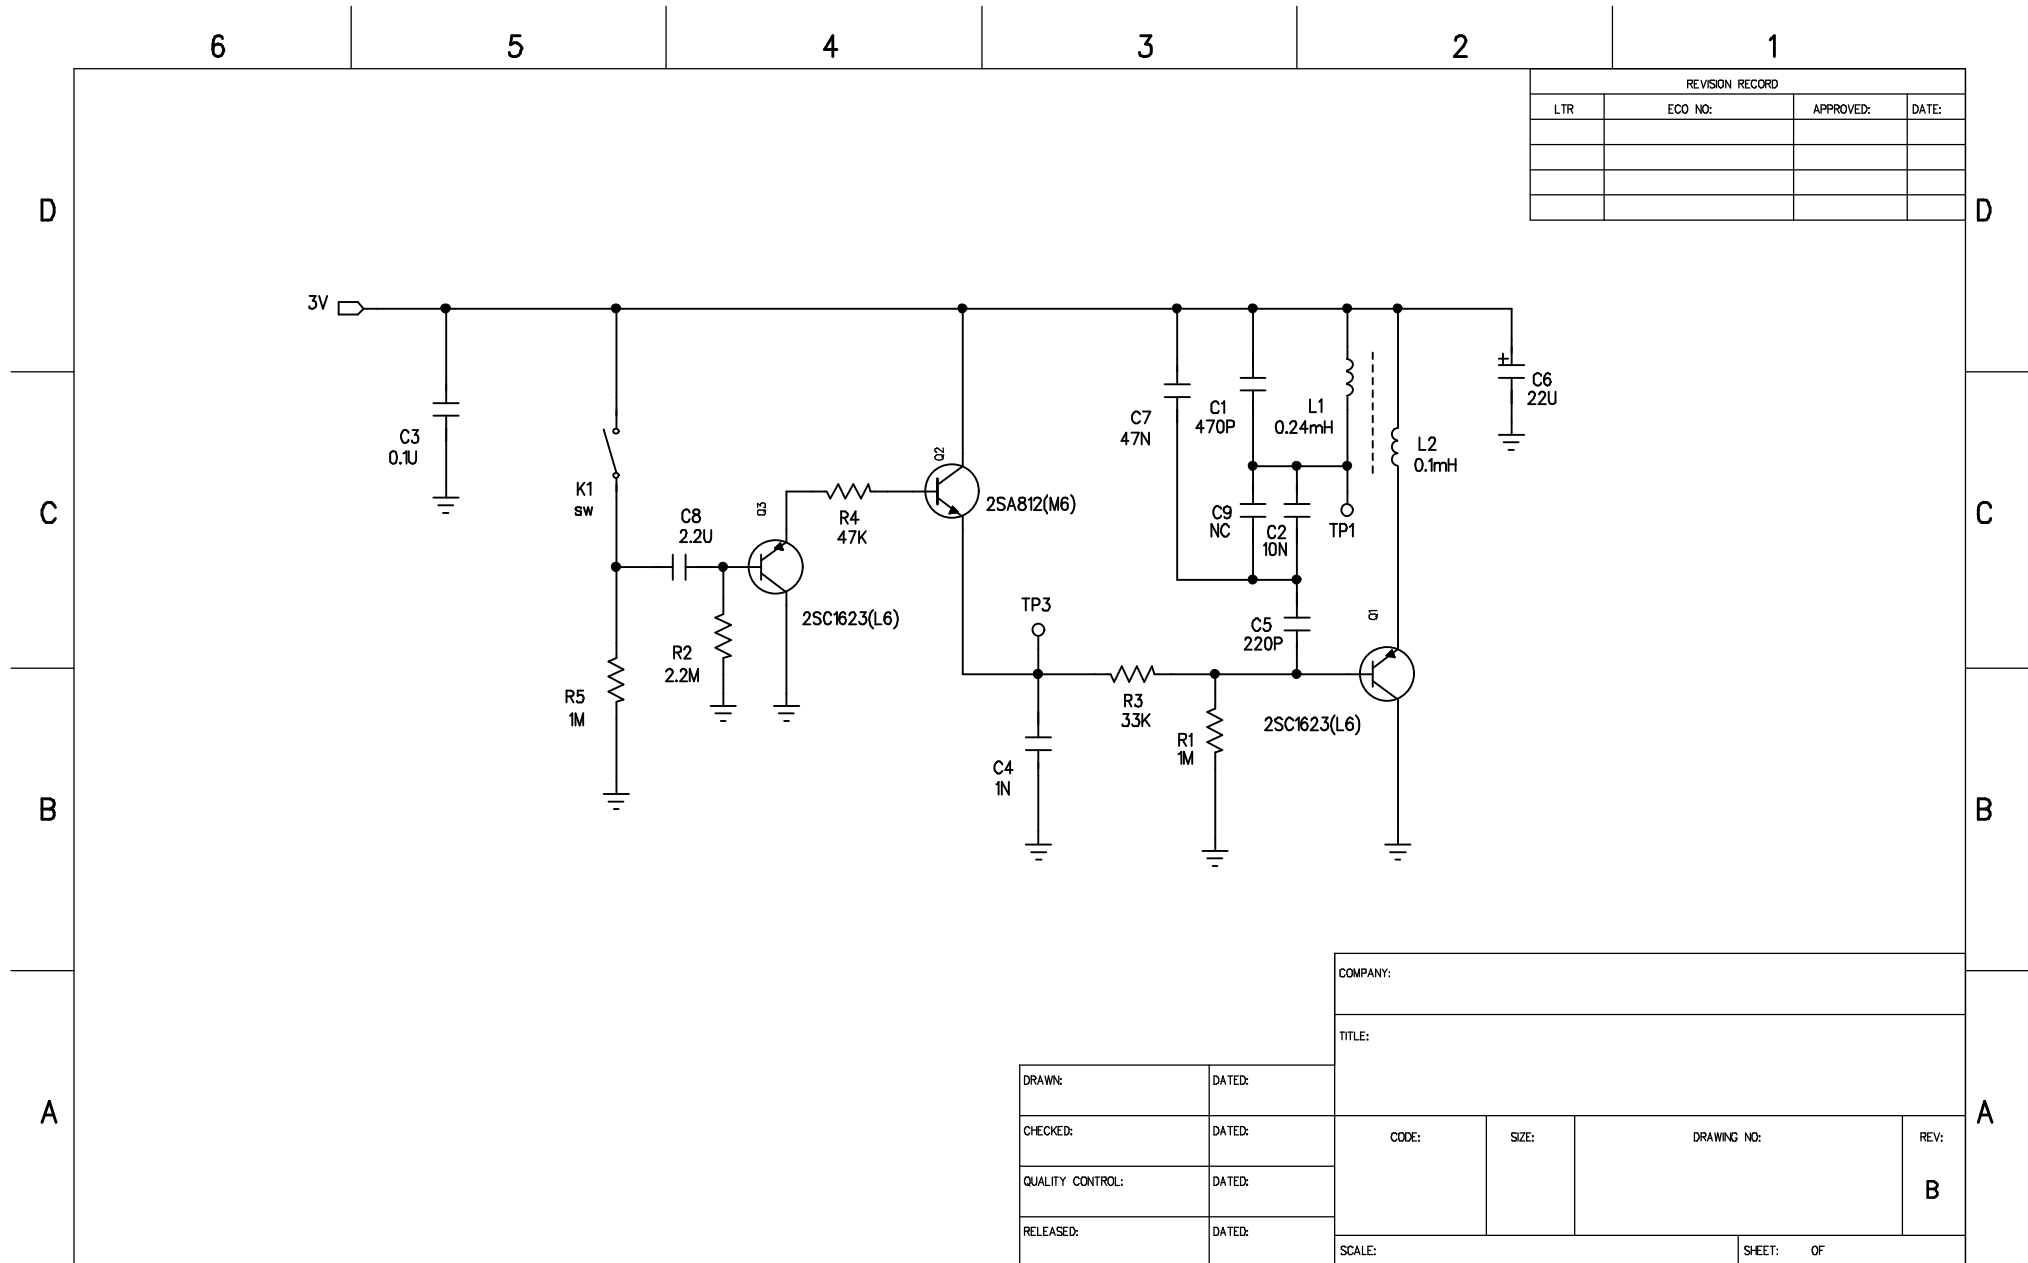 6 5 4 3 2 1
REVISION RECORD
LTR ECO NO: APPROVED: DATE:
D D
3V
C3
0.1U
K1
SW
C8
2.2U
Q3
R4
47K
Q2
2SA812(M6)
C7
47N
C1
470P
L1
0.24mH
L2
0.1mH
C6
22U
C9
NC
C2
10N
TP1
C C
2SC1623(L6)
TP3
C5
220P
Q1
R2
2.2M
R5
1M
R3
33K
R1
1M
2SC1623(L6)
C4
1N
B B
COMPANY:
TITLE:
DRAWN: DATED:
CHECKED: DATED:
QUALITY CONTROL: DATED:
RELEASED: DATED:
A A
CODE: SIZE: DRAWING NO: REV:
B
SCALE: SHEET: OF